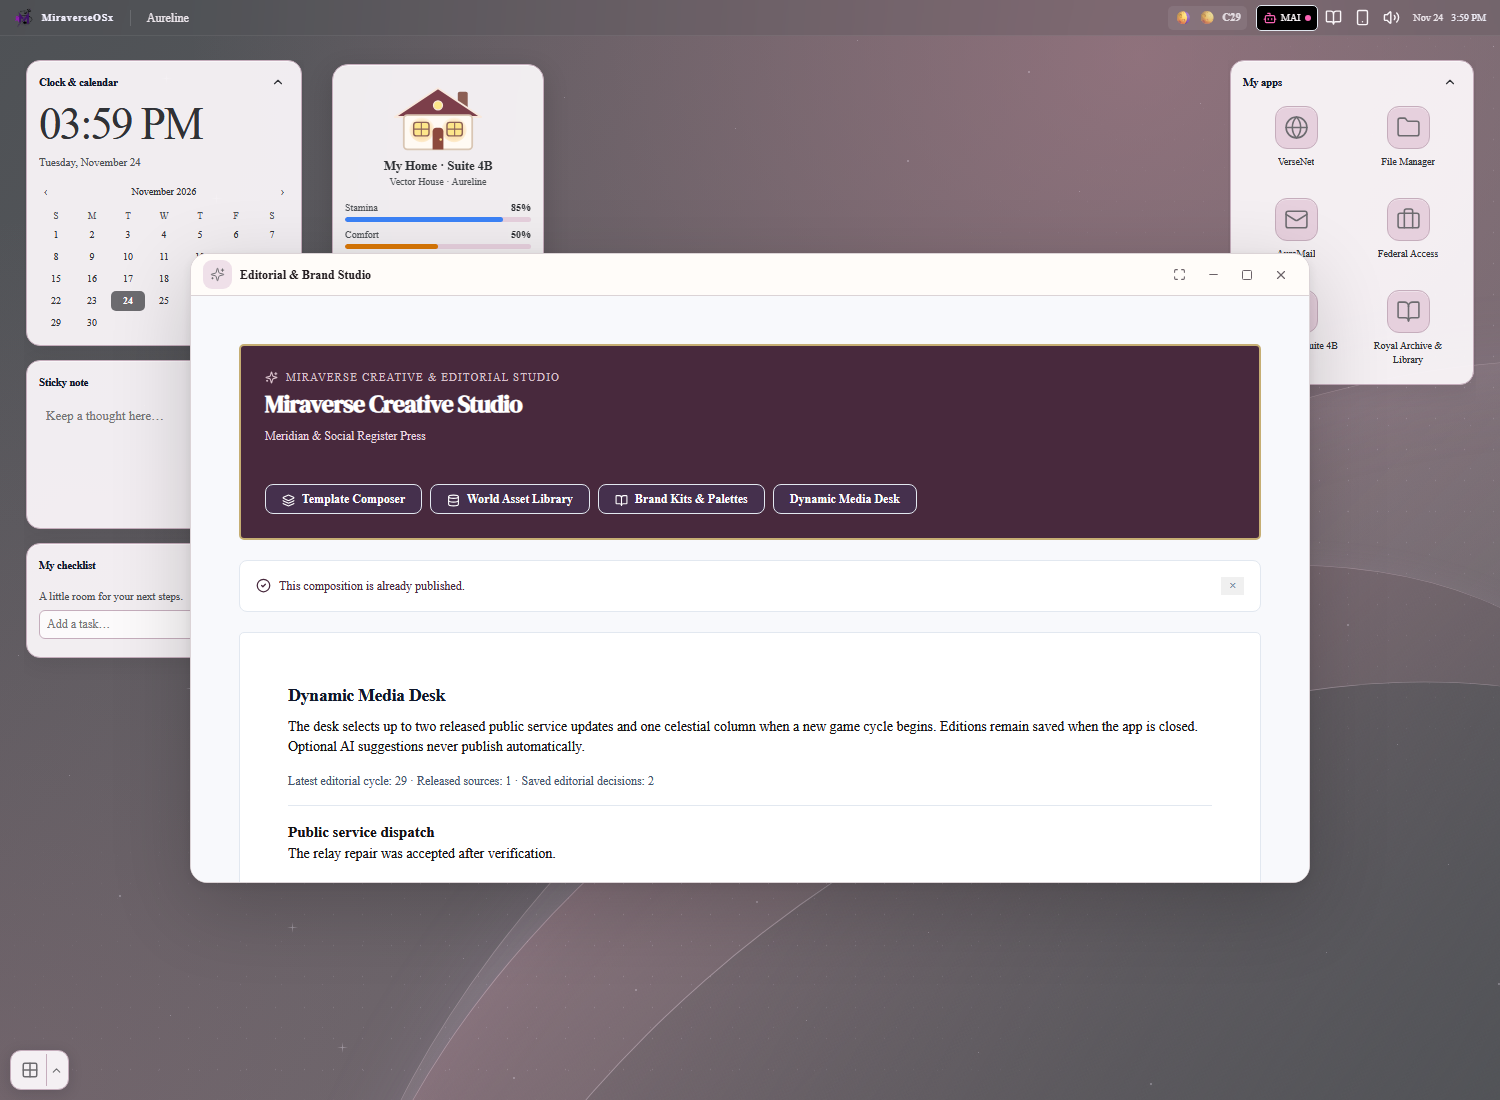 MiraverseOSx
Aureline
C29
MAI
Nov 24 3:59 PM
Clock & calendar
03:59 PM
Tuesday, November 24
‹ November 2026 ›
S M T W T F S
1 2 3 4 5 6 7
8 9 10 11
15 16 17 18
22 23 24 25
29 30
Sticky note
Keep a thought here…
My checklist
A little room for your next steps.
Add a task…
My Home · Suite 4B
Vector House · Aureline
Stamina 85%
Comfort 50%
My apps
VerseNet
File Manager
Federal Access
4B
Royal Archive &
Library
Editorial & Brand Studio
MIRAVERSE CREATIVE & EDITORIAL STUDIO
Miraverse Creative Studio
Meridian & Social Register Press
Template Composer
World Asset Library
Brand Kits & Palettes
Dynamic Media Desk
This composition is already published.
×
Dynamic Media Desk
The desk selects up to two released public service updates and one celestial column when a new game cycle begins. Editions remain saved when the app is closed.
Optional AI suggestions never publish automatically.
Latest editorial cycle: 29 · Released sources: 1 · Saved editorial decisions: 2
Public service dispatch
The relay repair was accepted after verification.